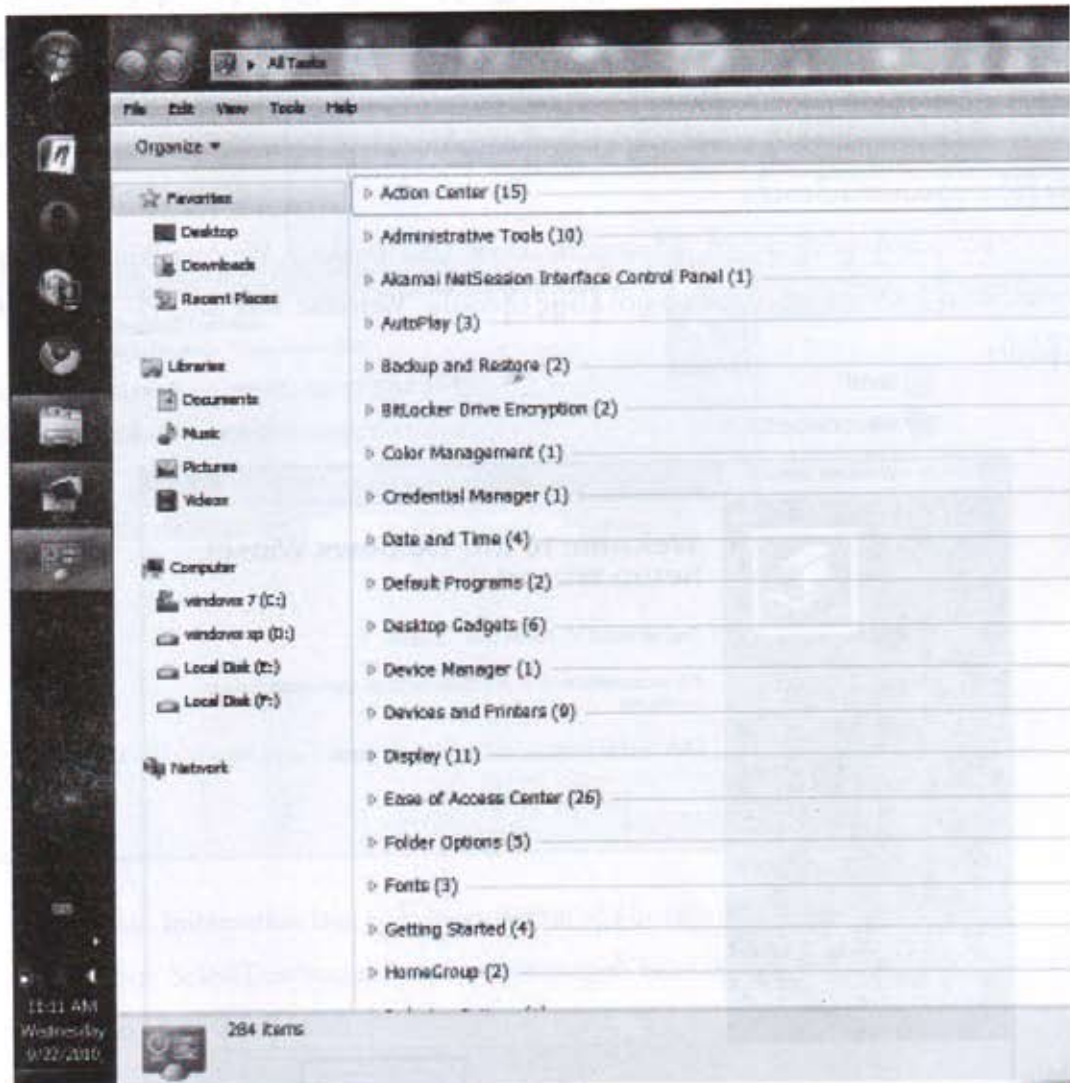 All Tasks
File Edit View Tools Help
Organize
Favorites
Desktop
Downloads
Recent Places
Libraries
Documents
Music
Pictures
Videos
Computer
windows 7 (C:)
windows xp (D:)
Local Disk (E:)
Local Disk (F:)
Network
Action Center (15)
Administrative Tools (10)
Akamai NetSession Interface Control Panel (1)
AutoPlay (3)
Backup and Restore (2)
BitLocker Drive Encryption (2)
Color Management (1)
Credential Manager (1)
Date and Time (4)
Default Programs (2)
Desktop Gadgets (6)
Device Manager (1)
Devices and Printers (9)
Display (11)
Ease of Access Center (26)
Folder Options (5)
Fonts (3)
Getting Started (4)
HomeGroup (2)
284 items
11:11 AM
Wednesday
9/22/2010